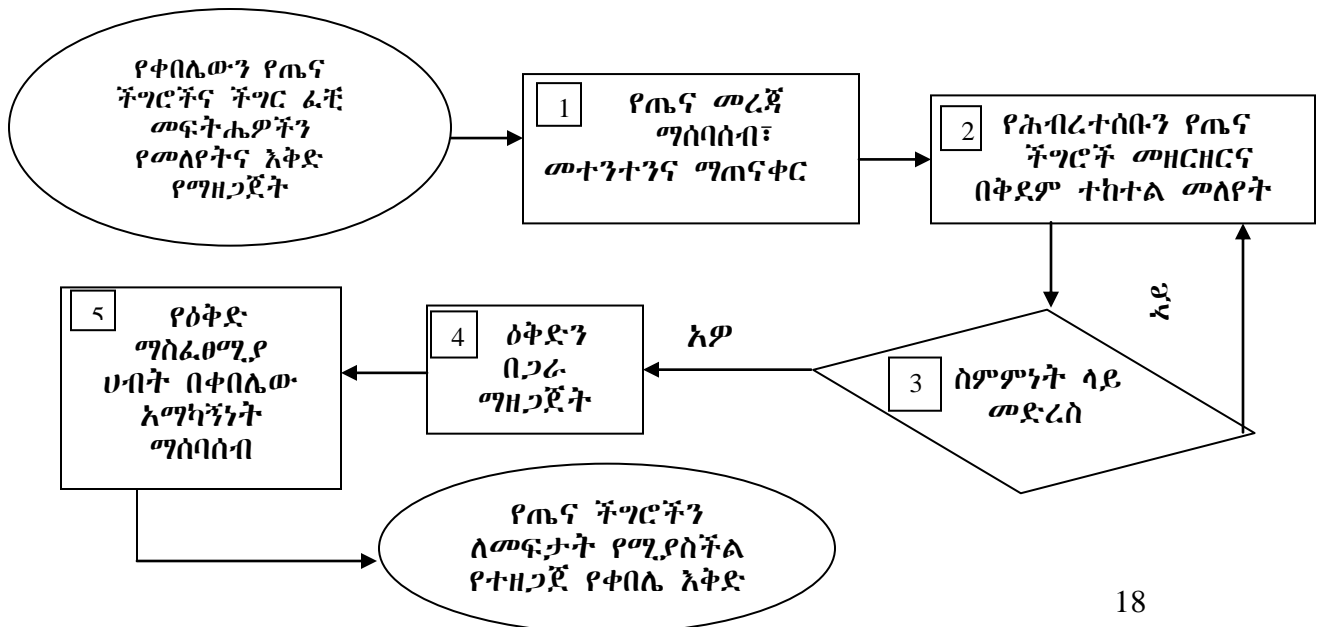 የቀበሌውን የጤና
ችግሮችና ችግር ፈቺ
መፍትሔዎችን
የመለየትና እቅድ
የማዘጋጀት
1 የጤና መረጃ
ማሰባሰብ፣
መተንተንና ማጠናቀር
2 የሕብረተሰቡን የጤና
ችግሮች መዘርዘርና
በቅደም ተከተል መለየት
3 ስምምነት ላይ
መድረስ
አይ
አዎ
4 ዕቅድን
በጋራ
ማዘጋጀት
5 የዕቅድ
ማስፈፀሚያ
ሀብት በቀበሌው
አማካኝነት
ማሰባሰብ
የጤና ችግሮችን
ለመፍታት የሚያስችል
የተዘጋጀ የቀበሌ እቅድ
18